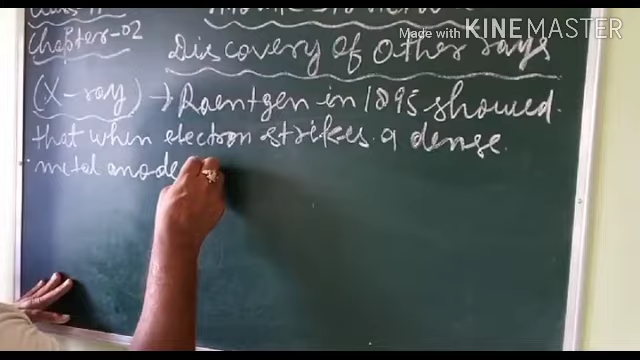 Made with KINEMASTER
Chapter-02
Discovery of Other rays
(X-ray) → Roentgen in 1895 showed
that when electron strikes a dense
metal anode